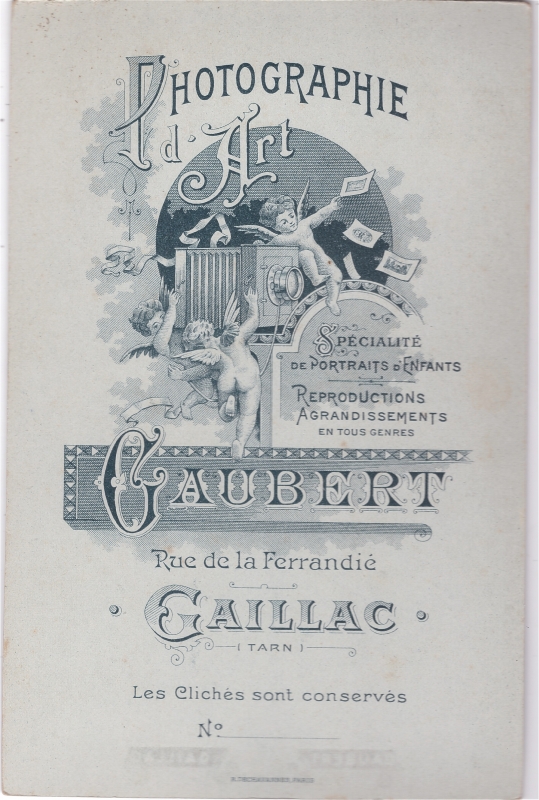 PHOTOGRAPHIE
d'Art
SPÉCIALITÉ
DE PORTRAITS D'ENFANTS
REPRODUCTIONS
AGRANDISSEMENTS
EN TOUS GENRES
GAUBERT
Rue de la Ferrandié
GAILLAC
(TARN)
Les Clichés sont conservés
No
PARIS